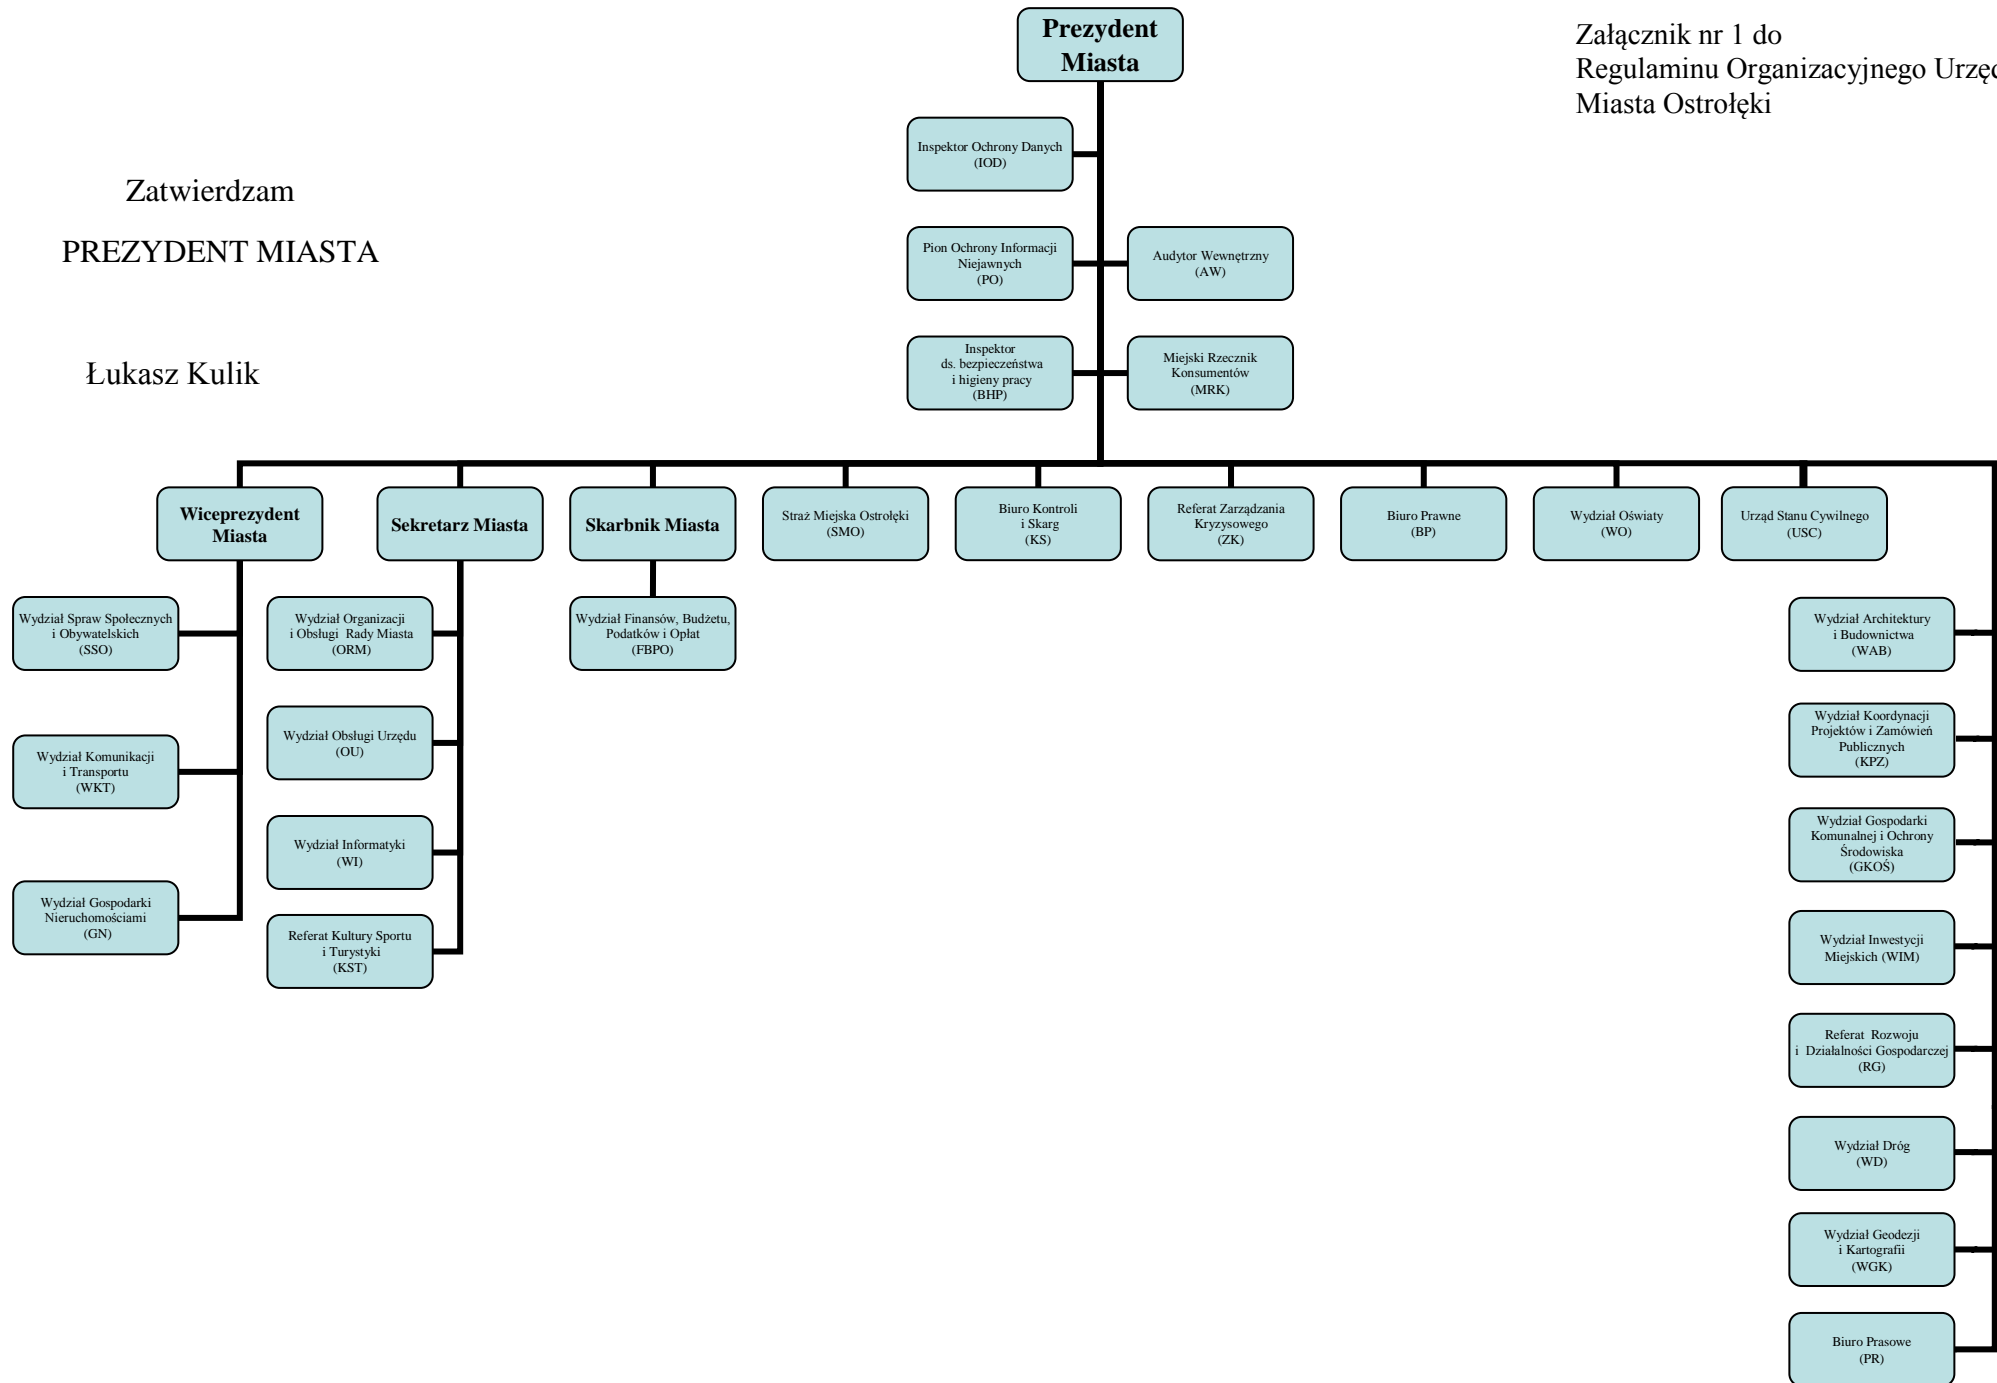 Prezydent
Miasta
Załącznik nr 1 do
Regulaminu Organizacyjnego
Miasta Ostrołęki
Inspektor Ochrony Danych
(IOD)
Zatwierdzam
PREZYDENT MIASTA
Łukasz Kulik
Pion Ochrony Informacji
Niejawnych
(PO)
Audytor Wewnętrzny
(AW)
Inspektor
ds. bezpieczeństwa
i higieny pracy
(BHP)
Miejski Rzecznik
Konsumentów
(MRK)
Wiceprezydent
Miasta
Sekretarz Miasta
Skarbnik Miasta
Straż Miejska Ostrołęki
(SMO)
Biuro Kontroli
i Skarg
(KS)
Referat Zarządzania
Kryzysowego
(ZK)
Biuro Prawne
(BP)
Wydział Oświaty
(WO)
Urząd Stanu Cywilnego
(USC)
Wydział Spraw Społecznych
i Obywatelskich
(SSO)
Wydział Komunikacji
i Transportu
(WKT)
Wydział Gospodarki
Nieruchomościami
(GN)
Wydział Organizacji
i Obsługi Rady Miasta
(ORM)
Wydział Obsługi Urzędu
(OU)
Wydział Informatyki
(WI)
Referat Kultury Sportu
i Turystyki
(KST)
Wydział Finansów, Budżetu,
Podatków i Opłat
(FBPO)
Wydział Architektury
i Budownictwa
(WAB)
Wydział Koordynacji
Projektów i Zamówień
Publicznych
(KPZ)
Wydział Gospodarki
Komunalnej i Ochrony
Środowiska
(GKOŚ)
Wydział Inwestycji
Miejskich (WIM)
Referat Rozwoju
i Działalności Gospodarczej
(RG)
Wydział Dróg
(WD)
Wydział Geodezji
i Kartografii
(WGK)
Biuro Prasowe
(PR)